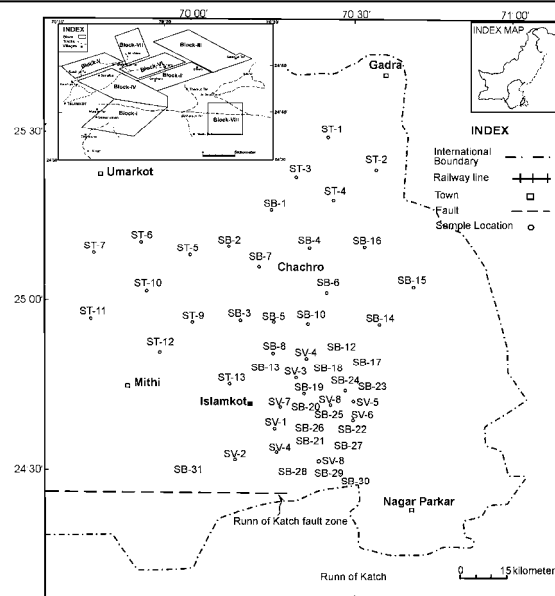 70 00
70 30
71 00
INDEX
Block-VII
Block-III
Block-II
Block-IV
Block-I
Block-VIII
INDEX MAP
Gadra
INDEX
International
Boundary
Railway line
Town
Fault
Sample Location
25 30
ST-1
ST-2
ST-3
Umarkot
ST-4
SB-1
ST-6
SB-2
SB-4
SB-16
ST-7
ST-5
SB-7
Chachro
SB-15
ST-10
SB-6
25 00
ST-11
ST-9
SB-3
SB-5
SB-10
SB-14
ST-12
SB-8
SV-4
SB-12
SB-13
SB-18
SB-17
Mithi
ST-13
SV-3
SB-24
SB-23
SB-19
Islamkot
SV-7
SB-20
SV-8
SV-5
SB-25
SV-6
SV-1
SB-26
SB-22
SB-21
SB-27
SV-2
SV-4
SV-8
24 30
SB-31
SB-28
SB-29
SB-30
Nagar Parkar
Runn of Katch fault zone
Runn of Katch
0 15 kilometer